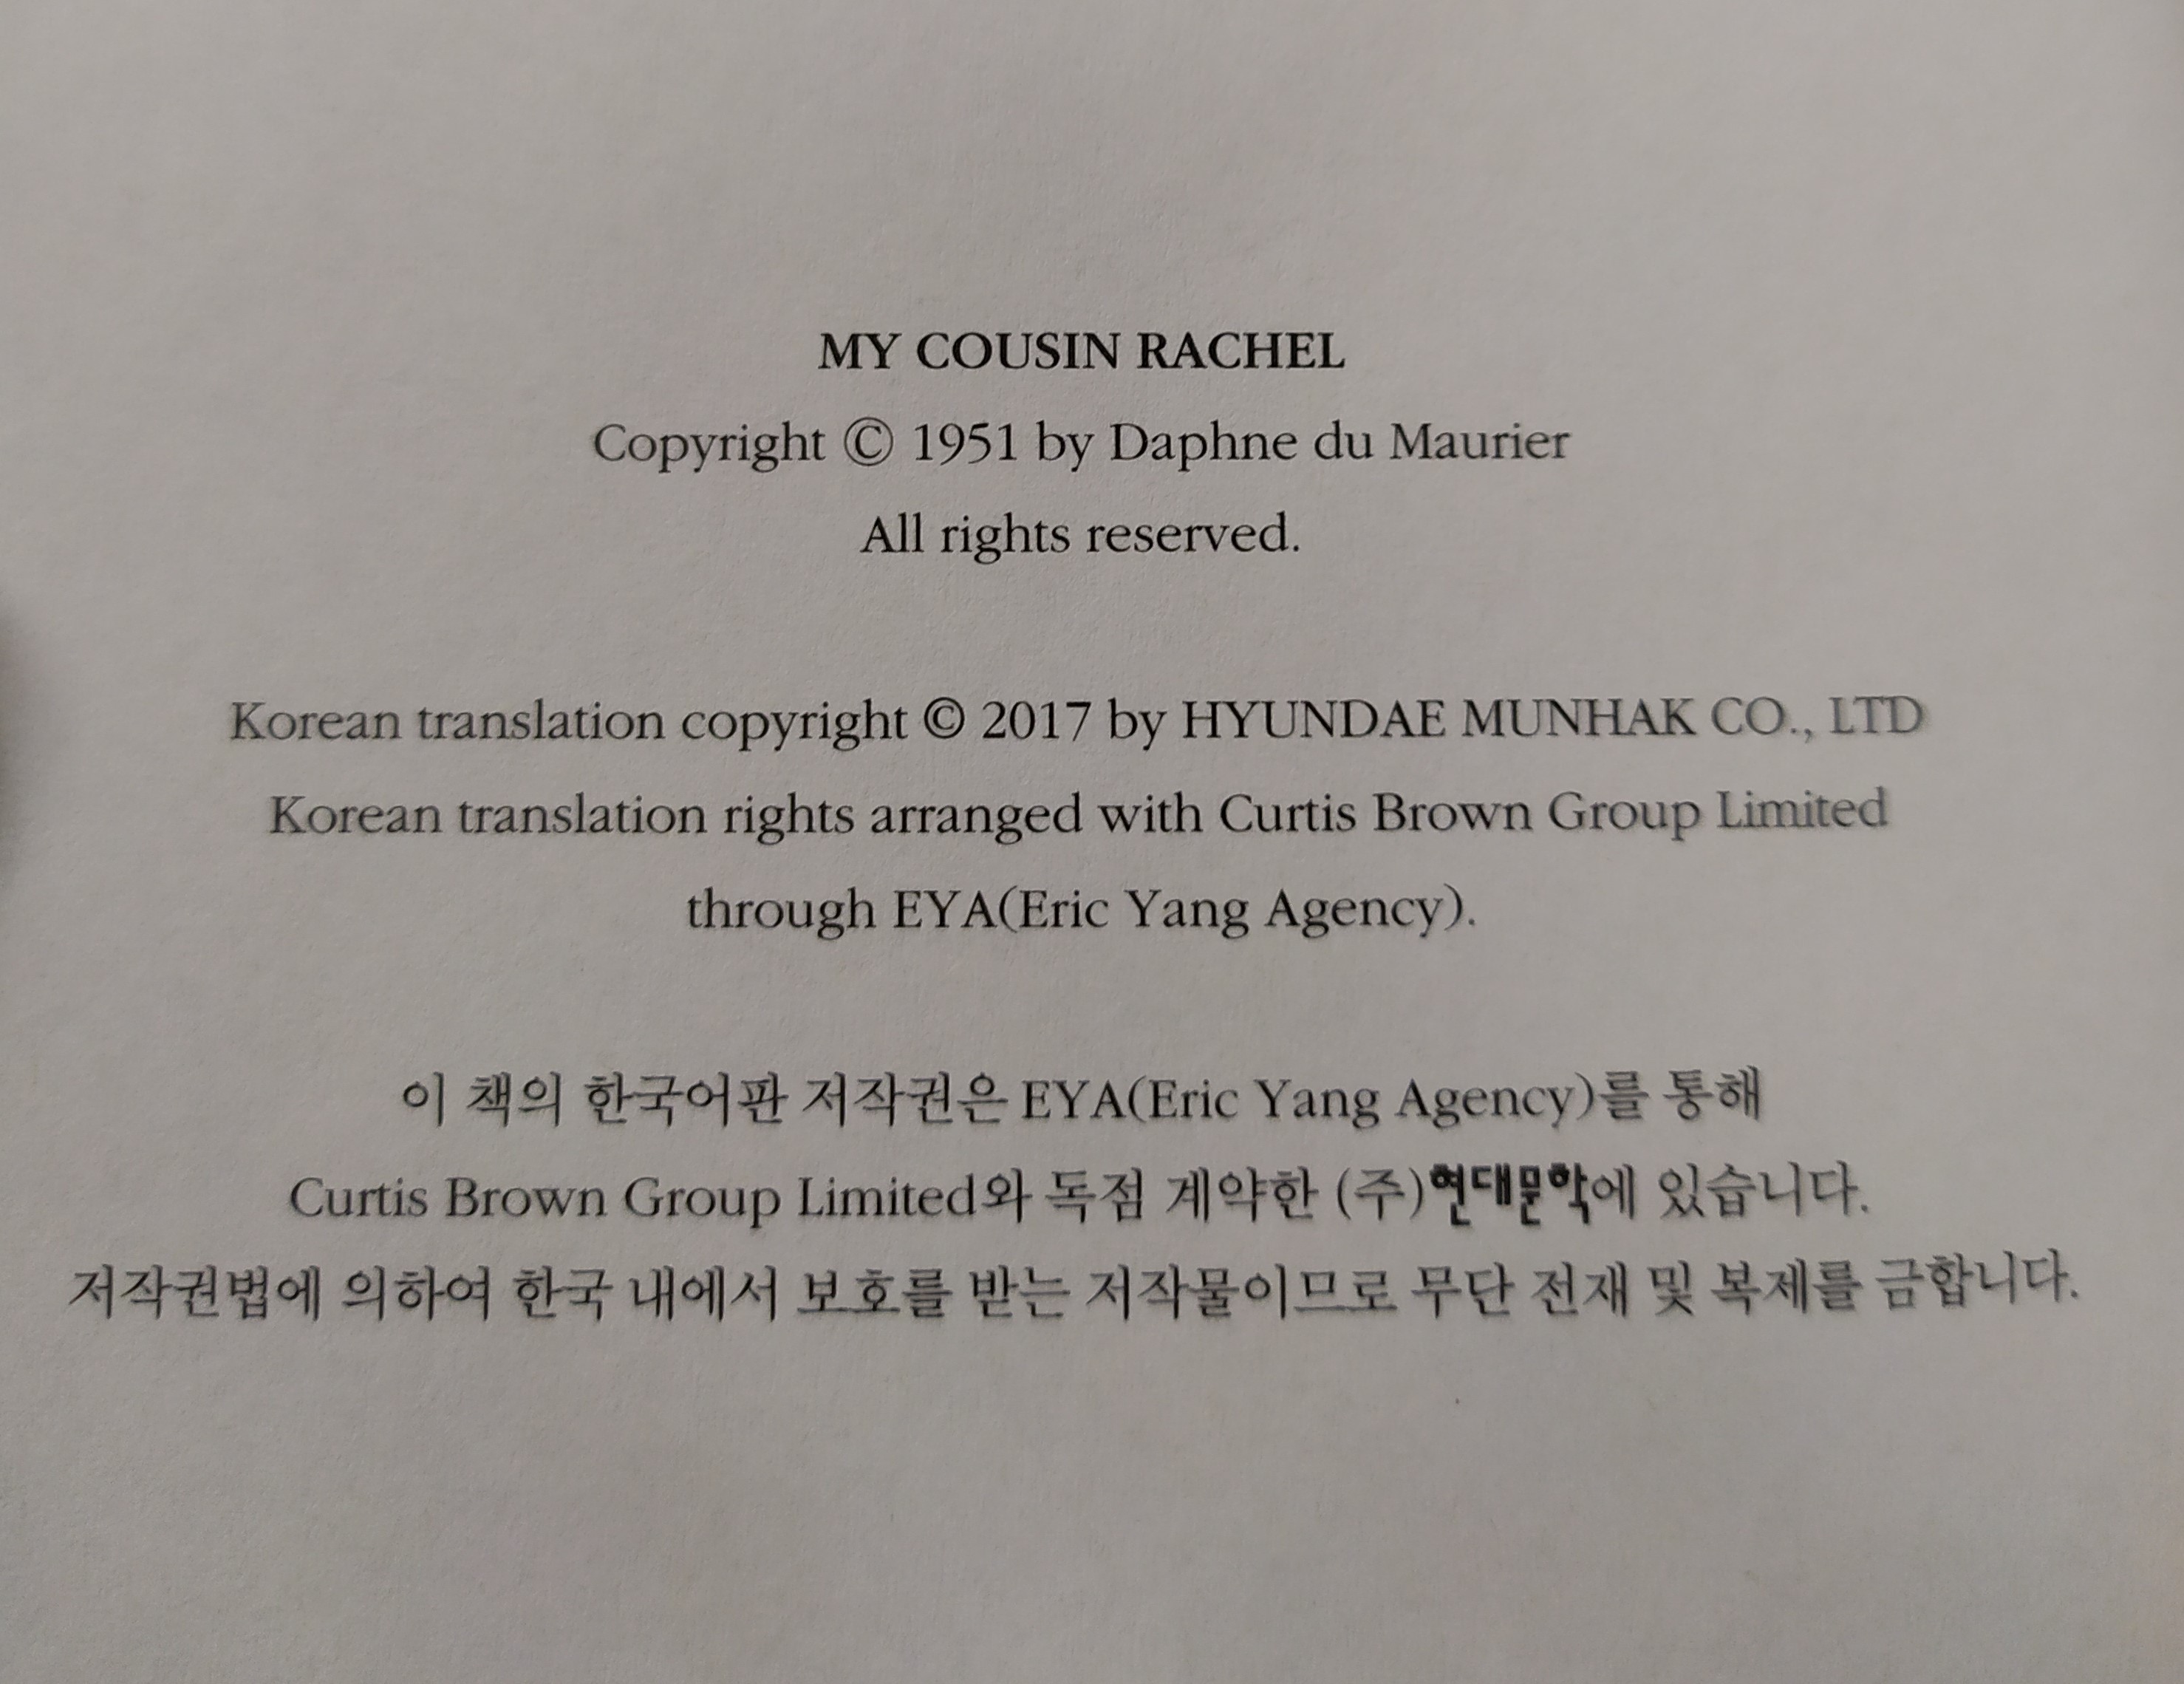 MY COUSIN RACHEL
Copyright © 1951 by Daphne du Maurier
All rights reserved.
Korean translation copyright © 2017 by HYUNDAE MUNHAK CO., LTD
Korean translation rights arranged with Curtis Brown Group Limited
through EYA(Eric Yang Agency).
이 책의 한국어판 저작권은 EYA(Eric Yang Agency)를 통해
Curtis Brown Group Limited와 독점 계약한 (주)현대문학에 있습니다.
저작권법에 의하여 한국 내에서 보호를 받는 저작물이므로 무단 전재 및 복제를 금합니다.